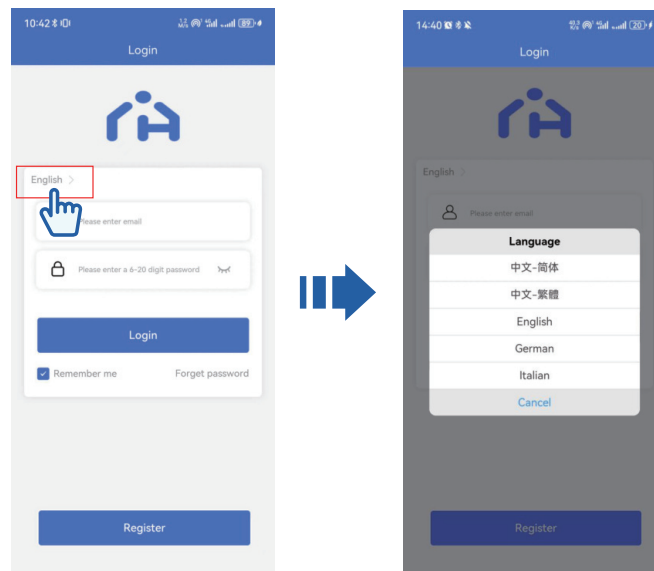 10:42
89
Login
English >
Please enter email
Please enter a 6-20 digit password
Login
Remember me
Forget password
Register
14:40
20
Login
English >
Please enter email
Language
中文-简体
中文-繁體
English
German
Italian
Cancel
Register